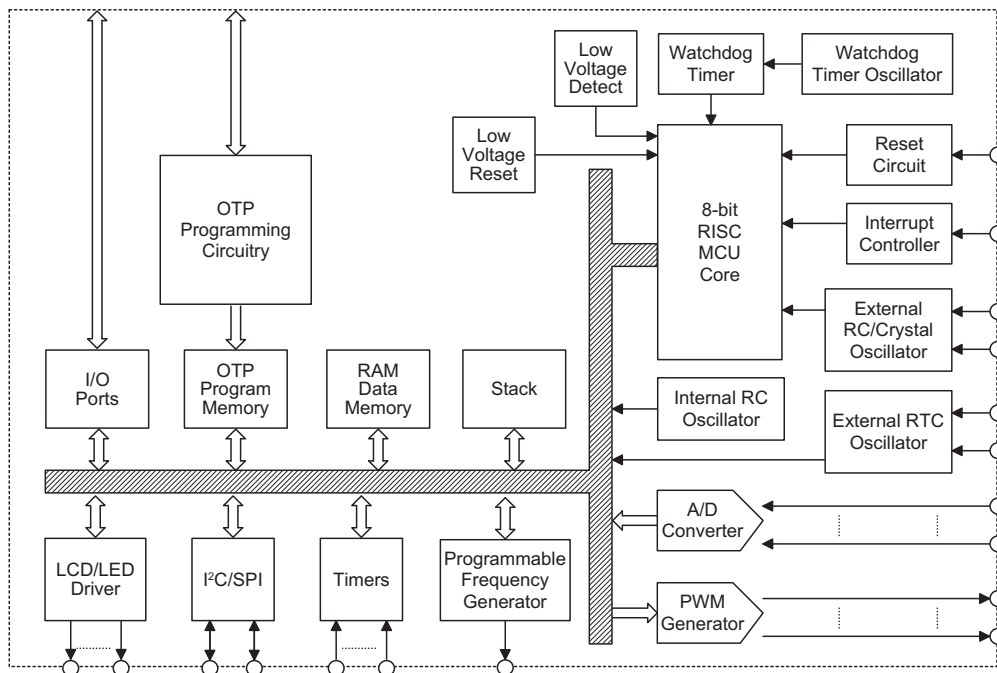 Low
Voltage
Detect
Watchdog
Timer
Watchdog
Timer Oscillator
Low
Voltage
Reset
Reset
Circuit
OTP
Programming
Circuitry
8-bit
RISC
MCU
Core
Interrupt
Controller
External
RC/Crystal
Oscillator
I/O
Ports
OTP
Program
Memory
RAM
Data
Memory
Stack
Internal RC
Oscillator
External RTC
Oscillator
A/D
Converter
LCD/LED
Driver
I²C/SPI
Timers
Programmable
Frequency
Generator
PWM
Generator